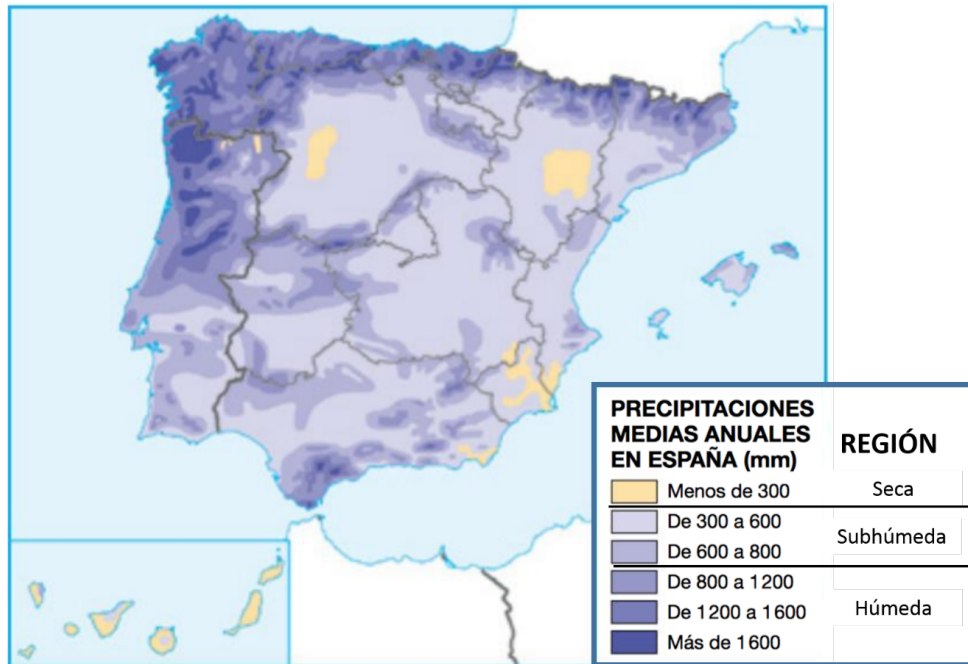 PRECIPITACIONES
MEDIAS ANUALES
EN ESPAÑA (mm)
REGIÓN
Menos de 300
Seca
De 300 a 600
Subhúmeda
De 600 a 800
De 800 a 1200
De 1200 a 1600
Húmeda
Más de 1600